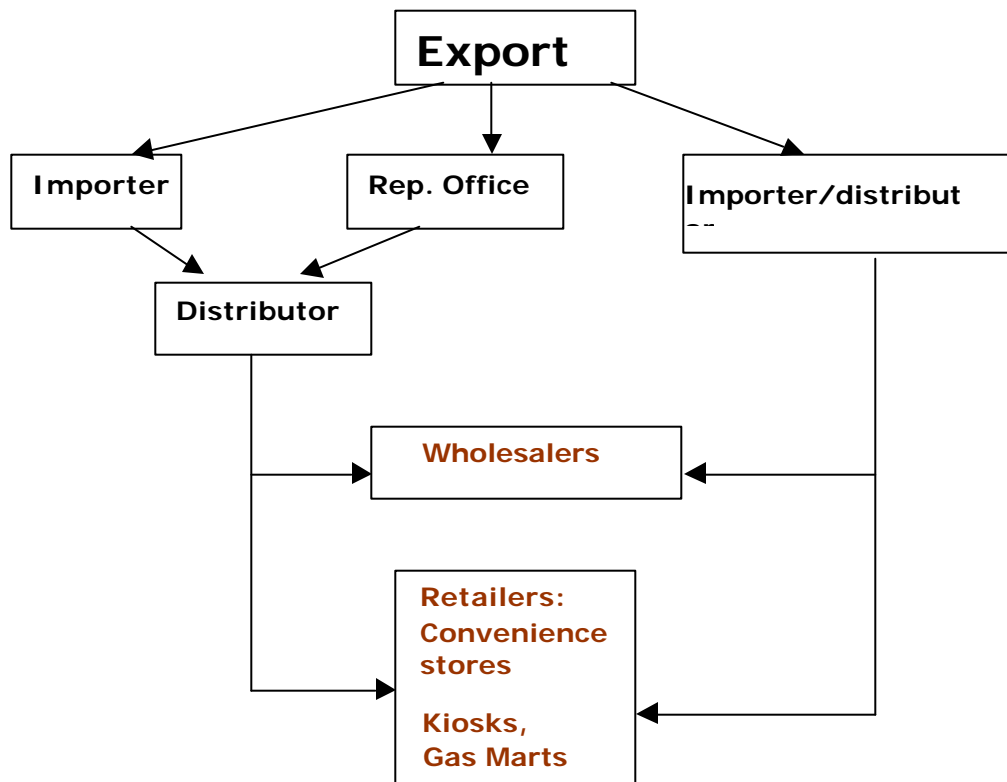 Export
Importer
Rep. Office
Importer/distribut
Distributor
Wholesalers
Retailers:
Convenience
stores
Kiosks,
Gas Marts